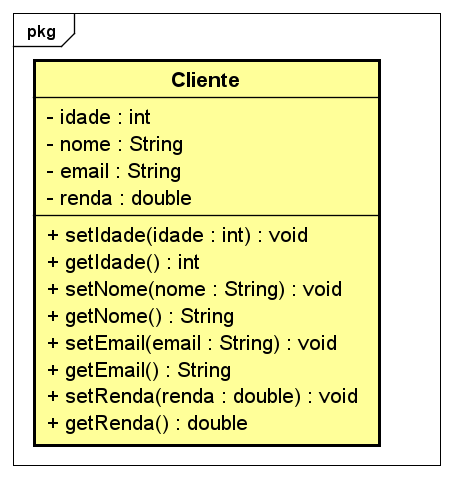 pkg
Cliente
- idade : int
- nome : String
- email : String
- renda : double
+ setIdade(idade : int) : void
+ getIdade() : int
+ setNome(nome : String) : void
+ getNome() : String
+ setEmail(email : String) : void
+ getEmail() : String
+ setRenda(renda : double) : void
+ getRenda() : double